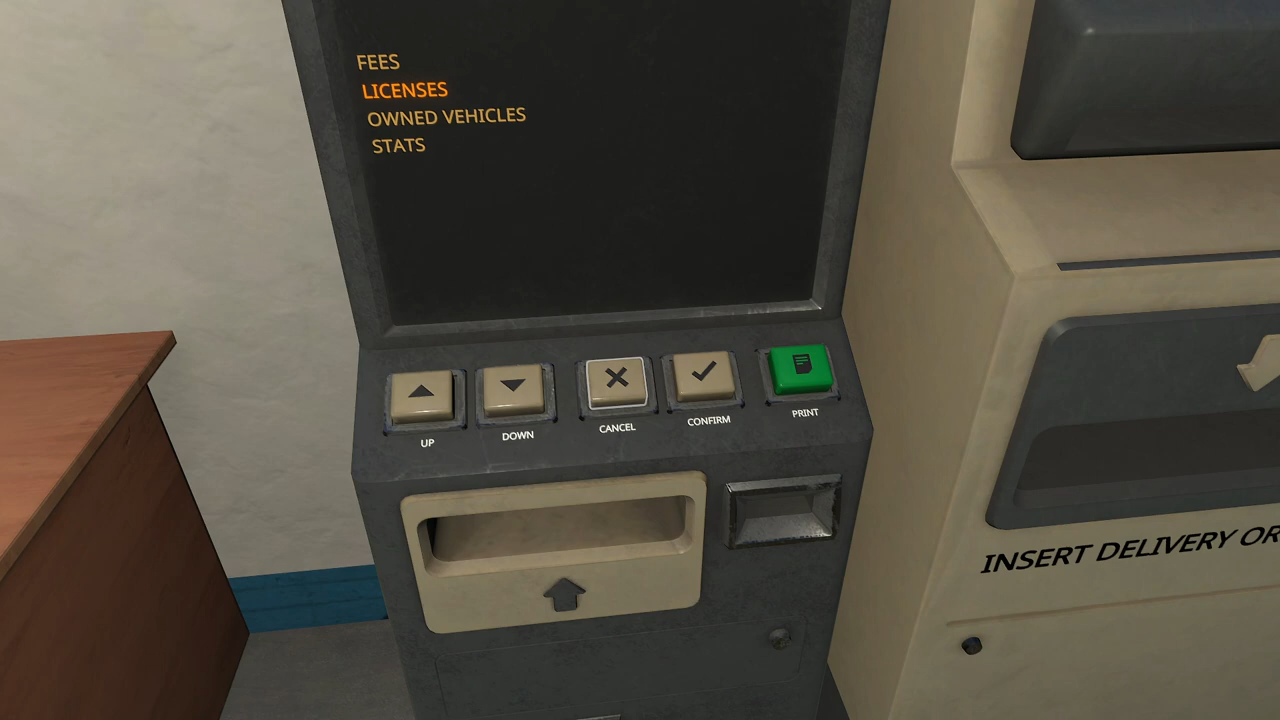 FEES
LICENSES
OWNED VEHICLES
STATS
UP
DOWN
CANCEL
CONFIRM
PRINT
INSERT DELIVERY OR